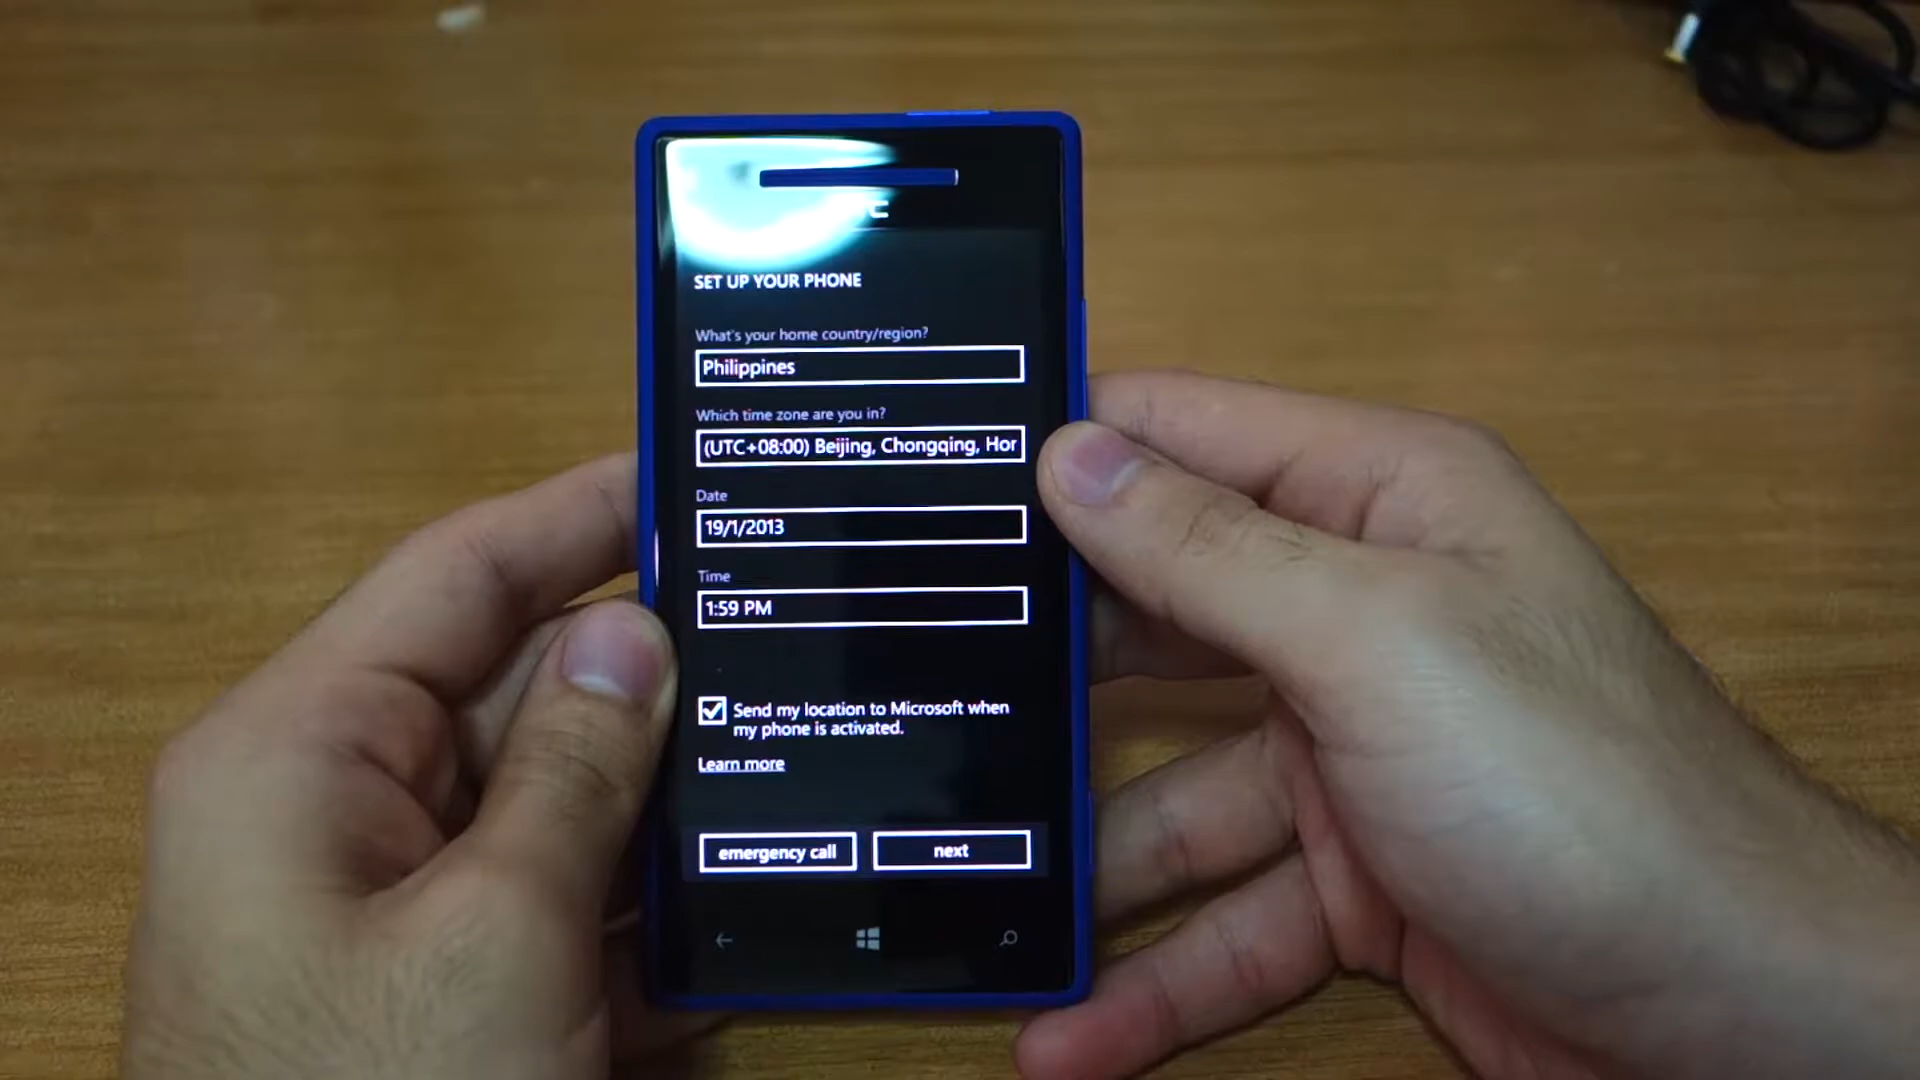 SET UP YOUR PHONE
What's your home country/region?
Philippines
Which time zone are you in?
(UTC+08:00) Beijing, Chongqing, Hor
Date
19/1/2013
Time
1:59 PM
Send my location to Microsoft when
my phone is activated.
Learn more
emergency call
next